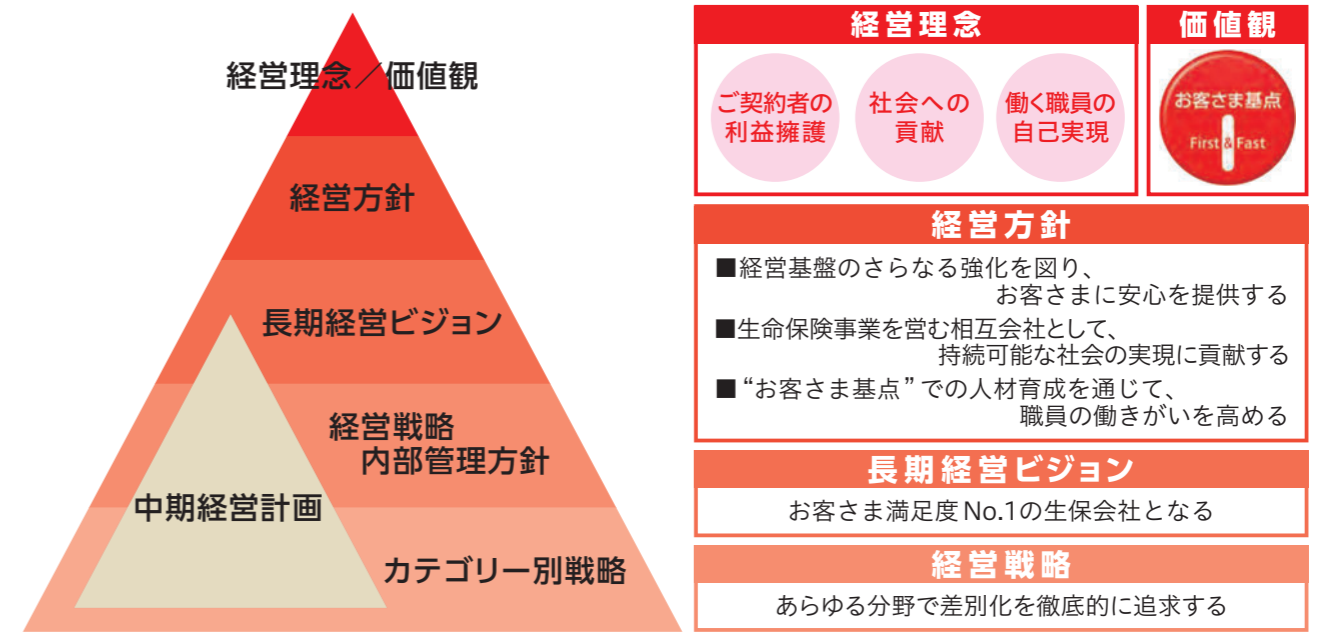 経営理念／価値観
経営方針
長期経営ビジョン
経営戦略
内部管理方針
中期経営計画
カテゴリー別戦略
経営理念
ご契約者の
利益擁護
社会への
貢献
働く職員の
自己実現
価値観
お客さま基点
First & Fast
経営方針
■経営基盤のさらなる強化を図り、
お客さまに安心を提供する
■生命保険事業を営む相互会社として、
持続可能な社会の実現に貢献する
■“お客さま基点”での人材育成を通じて、
職員の働きがいを高める
長期経営ビジョン
お客さま満足度No.1の生保会社となる
経営戦略
あらゆる分野で差別化を徹底的に追求する